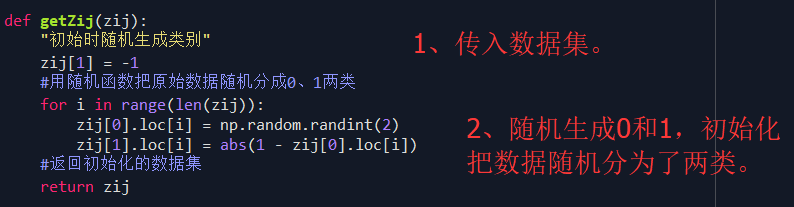 def getZij(zij):
"初始时随机生成类别"
zij[1] = -1
#用随机函数把原始数据随机分成0、1两类
for i in range(len(zij)):
zij[0].loc[i] = np.random.randint(2)
zij[1].loc[i] = abs(1 - zij[0].loc[i])
#返回初始化的数据集
return zij
1、传入数据集。
2、随机生成0和1，初始化
把数据随机分为了两类。